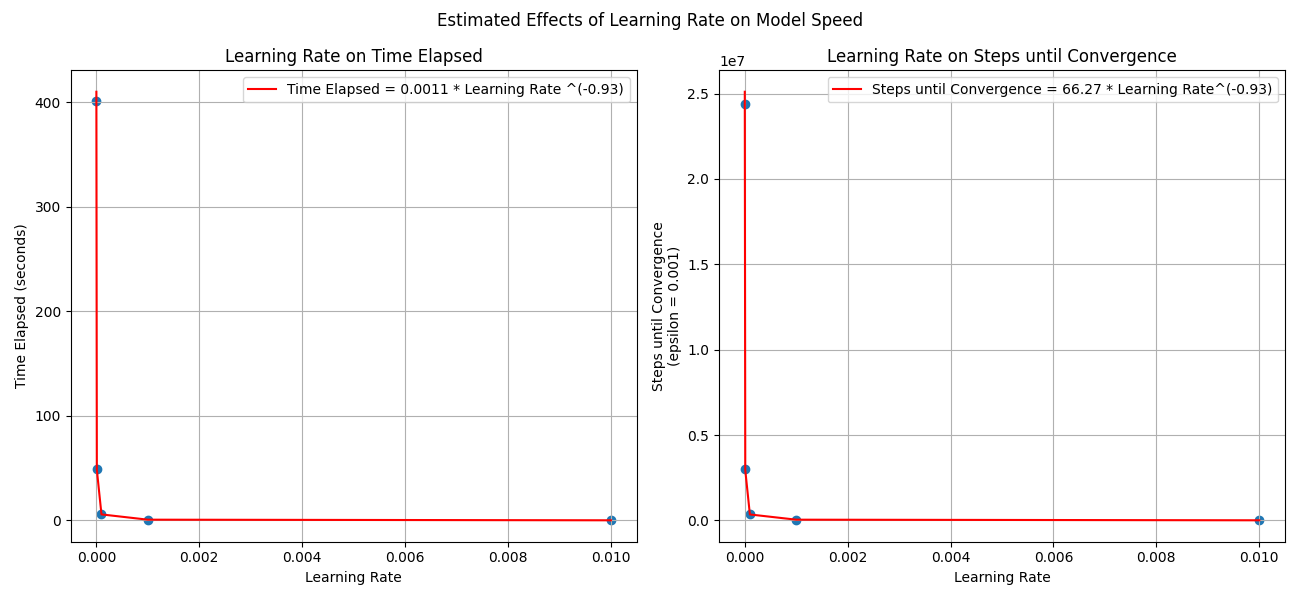 Estimated Effects of Learning Rate on Model Speed
Learning Rate on Time Elapsed
Time Elapsed = 0.0011 * Learning Rate ^(-0.93)
400
300
200
100
0
Time Elapsed (seconds)
0.000 0.002 0.004 0.006 0.008 0.010
Learning Rate
Learning Rate on Steps until Convergence
1e7
Steps until Convergence = 66.27 * Learning Rate^(-0.93)
2.5
2.0
1.5
1.0
0.5
0.0
Steps until Convergence
(epsilon = 0.001)
0.000 0.002 0.004 0.006 0.008 0.010
Learning Rate